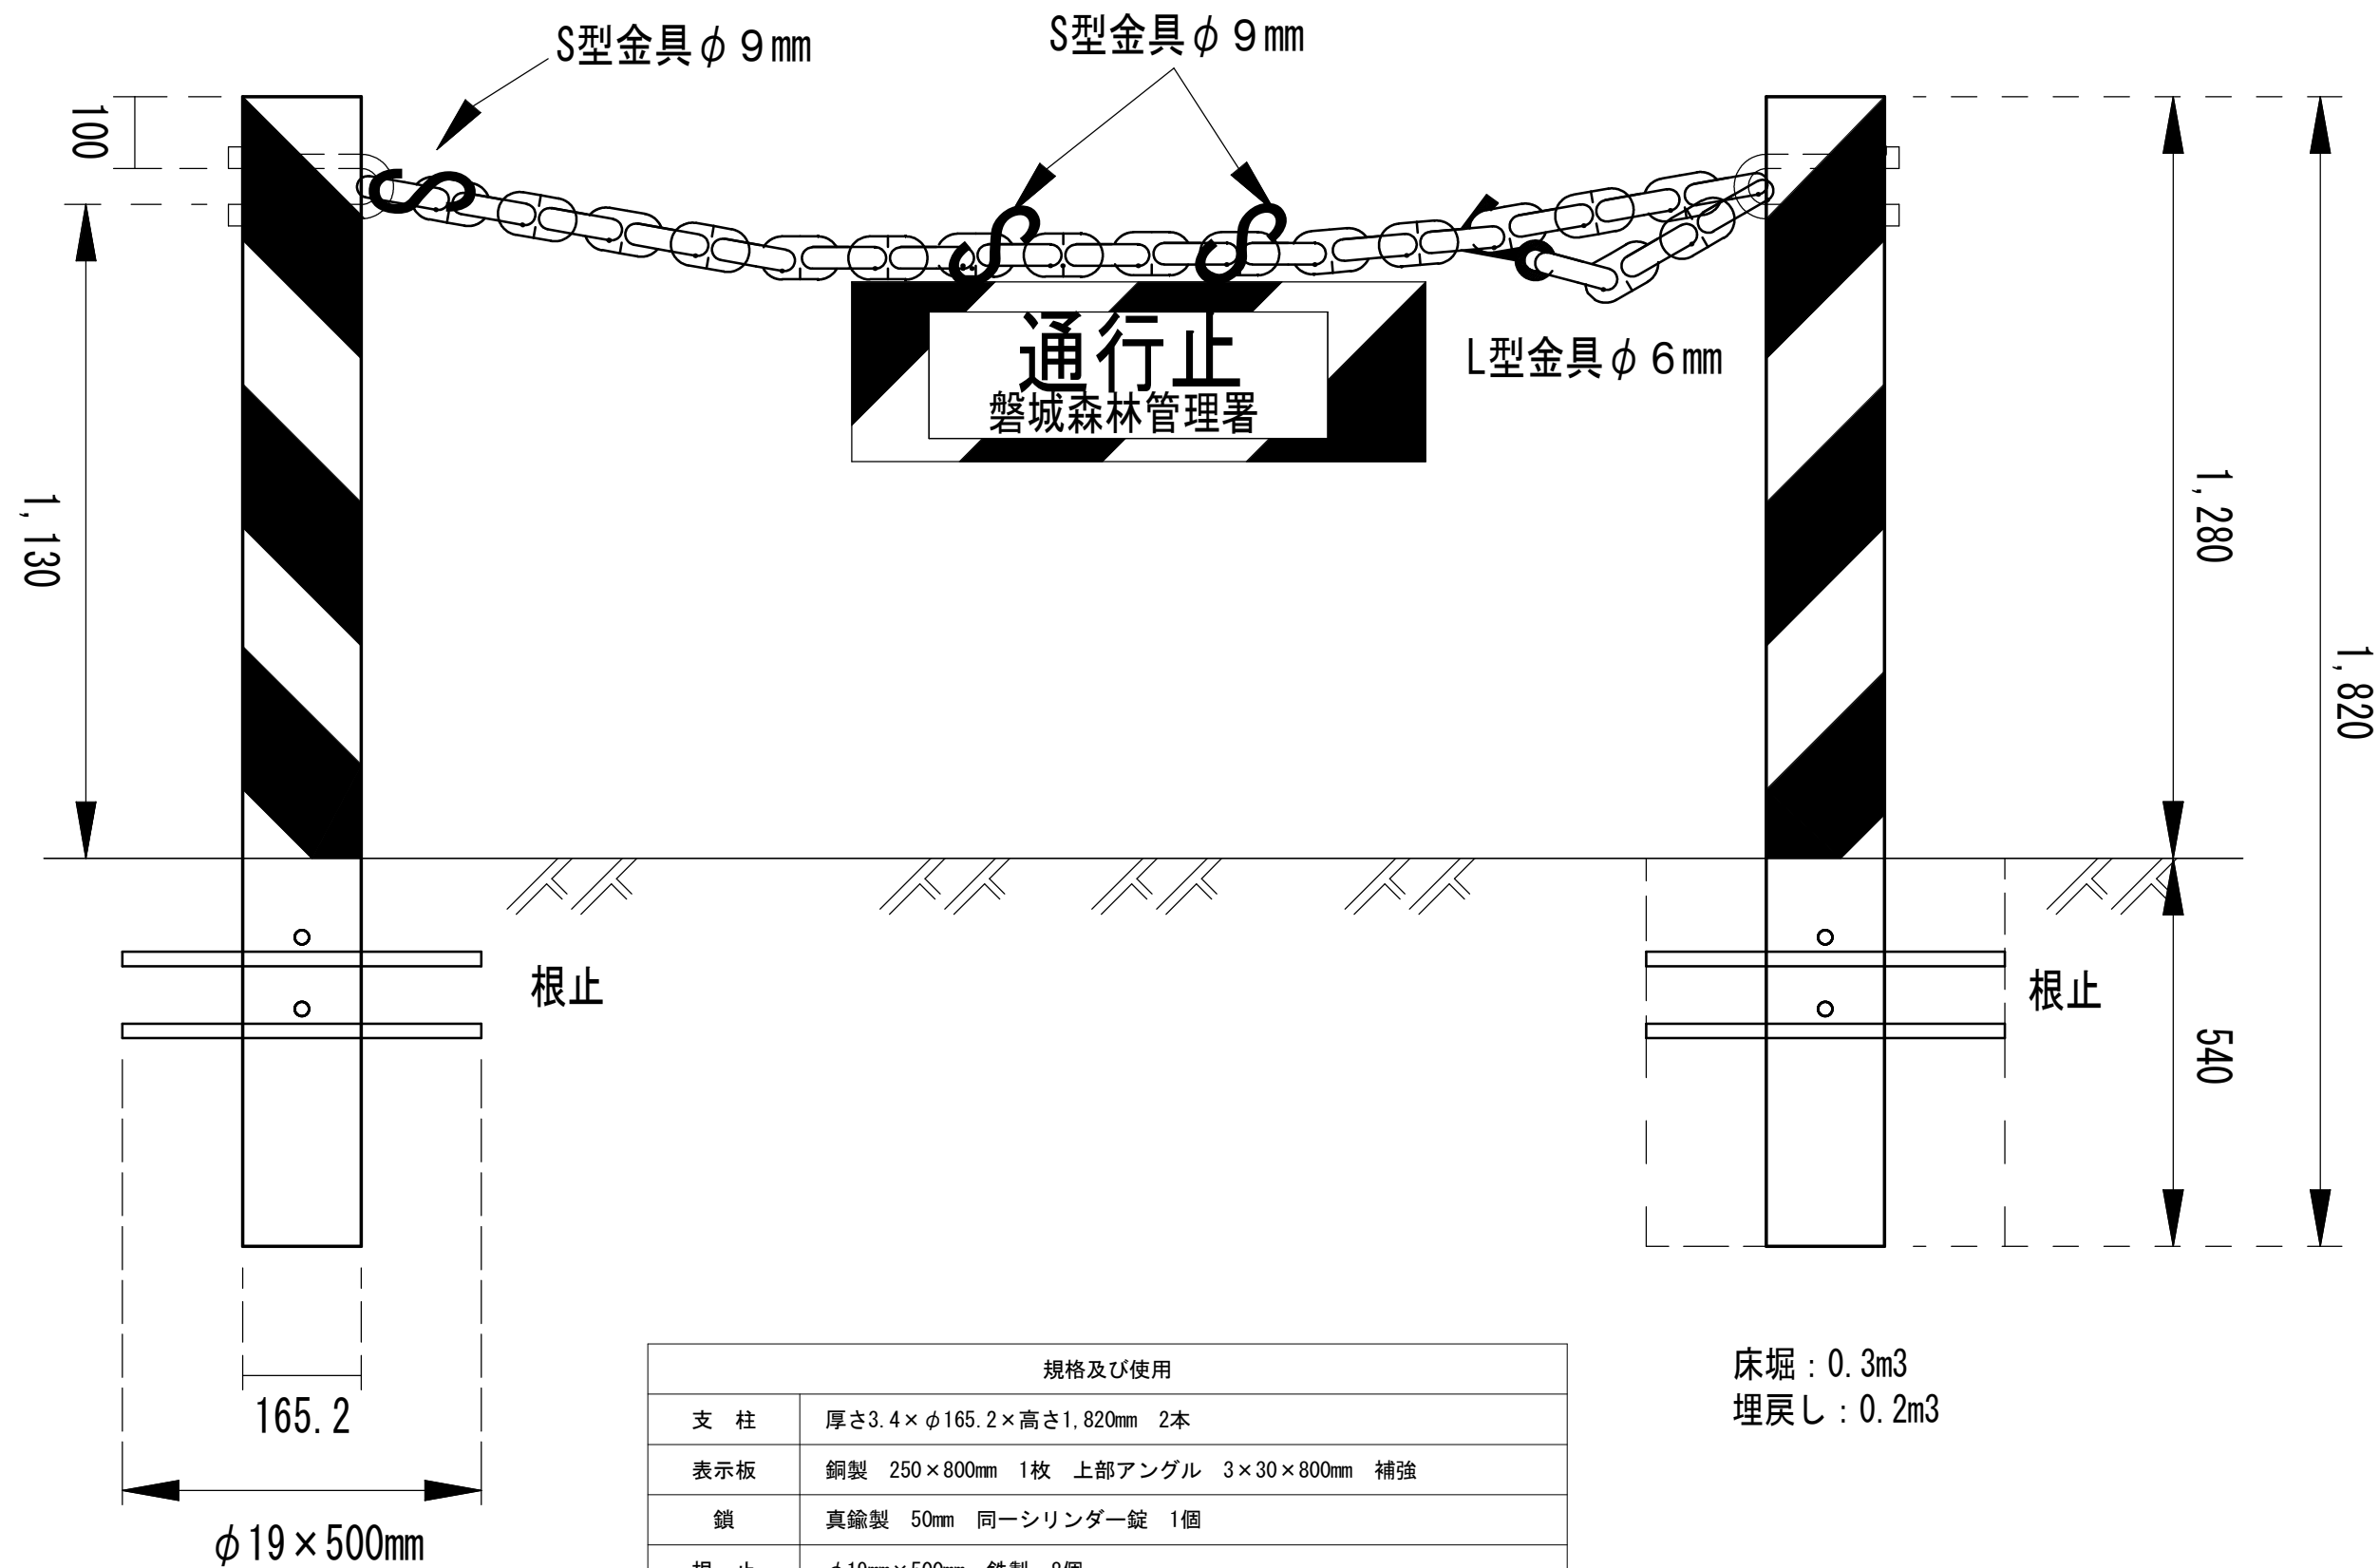 S型金具φ9mm
S型金具φ9mm
100
1,130
通行止
磐城森林管理署
L型金具φ6mm
1,280
1,820
根止
根止
540
165.2
φ19×500mm
床堀:0.3m3
埋戻し:0.2m3
規格及び使用
支　柱　厚さ3.4×φ165.2×高さ1,820mm　2本
表示板　銅製　250×800mm　1枚　上部アングル　3×30×800mm　補強
鎖　真鍮製　50mm　同一シリンダー錠　1個